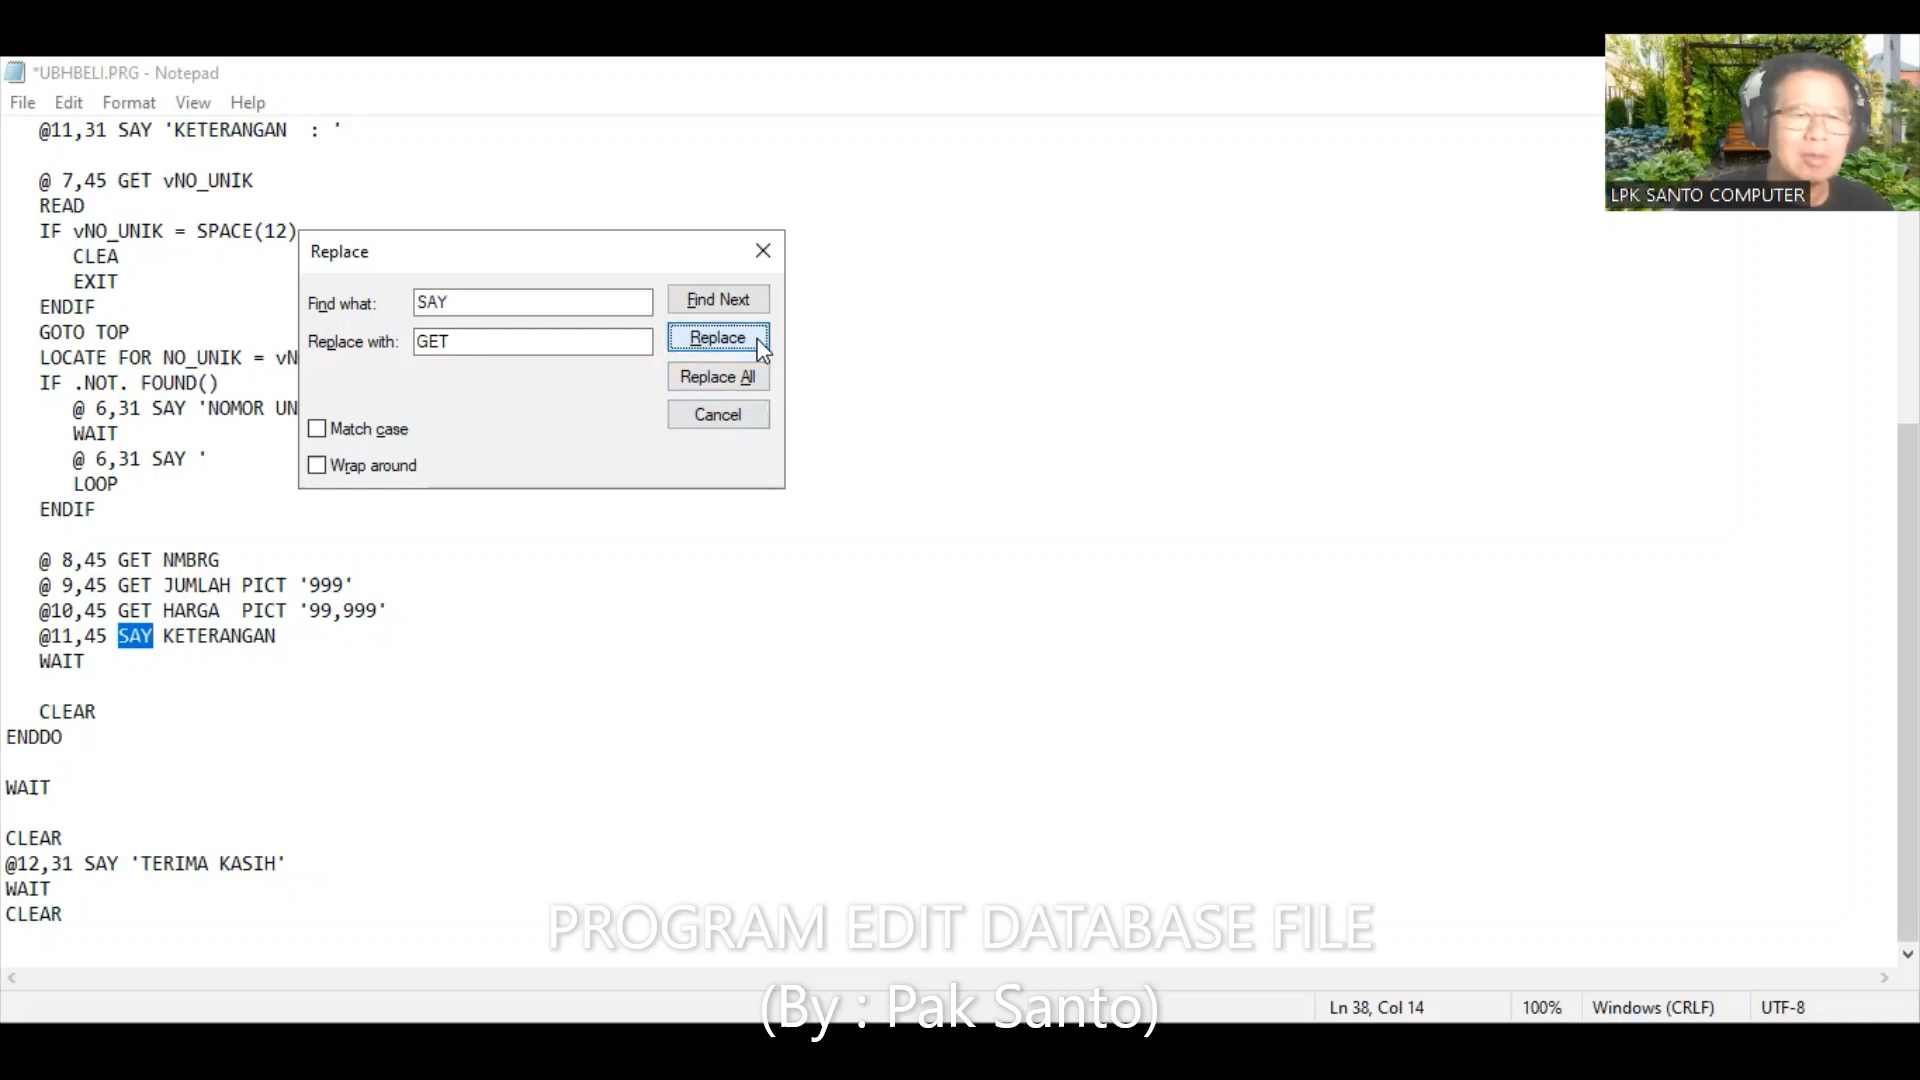 *UBHBELI.PRG - Notepad
File Edit Format View Help
@11,31 SAY 'KETERANGAN  : '
@ 7,45 GET vNO_UNIK
READ
IF vNO_UNIK = SPACE(12)
CLEA
EXIT
ENDIF
GOTO TOP
LOCATE FOR NO_UNIK = vN
IF .NOT. FOUND()
@ 6,31 SAY 'NOMOR UN
WAIT
@ 6,31 SAY '
LOOP
ENDIF
@ 8,45 GET NMBRG
@ 9,45 GET JUMLAH PICT '999'
@10,45 GET HARGA  PICT '99,999'
@11,45 SAY KETERANGAN
WAIT
CLEAR
ENDDO
WAIT
CLEAR
@12,31 SAY 'TERIMA KASIH'
WAIT
CLEAR
Replace
Find what: SAY
Find Next
Replace with: GET
Replace
Replace All
Cancel
Match case
Wrap around
LPK SANTO COMPUTER
PROGRAM EDIT DATABASE FILE
(By : Pak Santo)
Ln 38, Col 14 100% Windows (CRLF) UTF-8